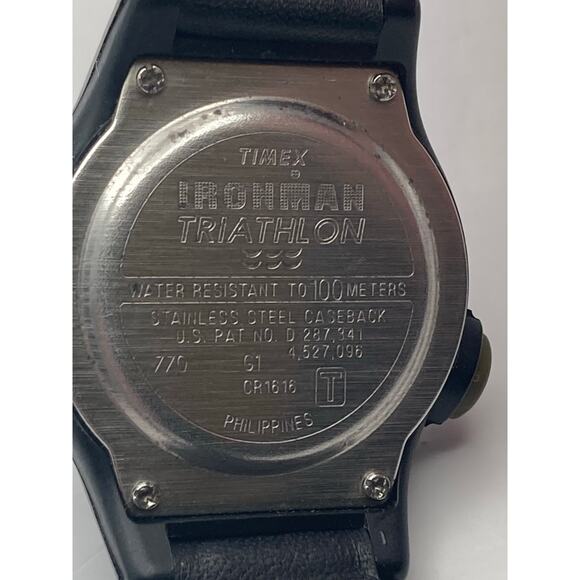 TIMEX
IRONMAN
TRIATHLON
WATER RESISTANT TO 100 METERS
STAINLESS STEEL CASEBACK
U.S. PAT NO. D 287,341
4,527,096
770 G1
CR1616 T
PHILIPPINES